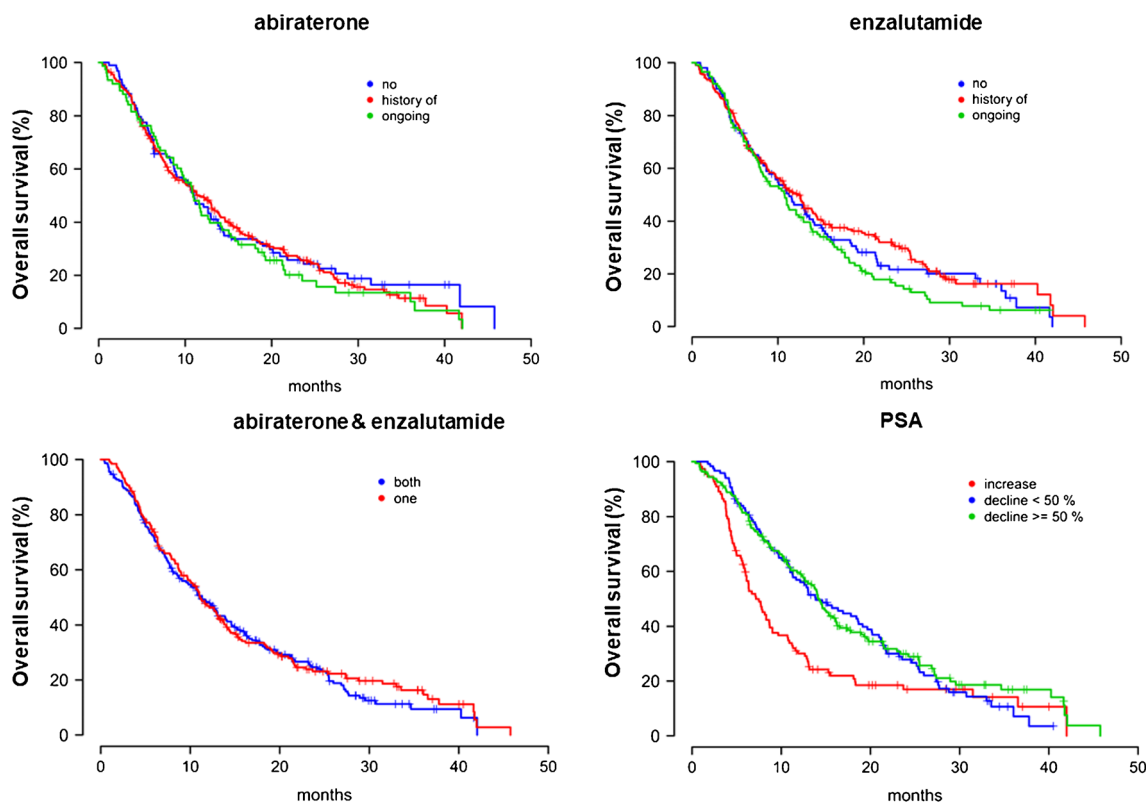 abiraterone
Overall survival (%)
100
80
60
40
20
0
no
history of
ongoing
0 10 20 30 40 50
months
enzalutamide
Overall survival (%)
100
80
60
40
20
0
no
history of
ongoing
0 10 20 30 40 50
months
abiraterone & enzalutamide
Overall survival (%)
100
80
60
40
20
0
both
one
0 10 20 30 40 50
months
PSA
Overall survival (%)
100
80
60
40
20
0
increase
decline < 50 %
decline >= 50 %
0 10 20 30 40 50
months